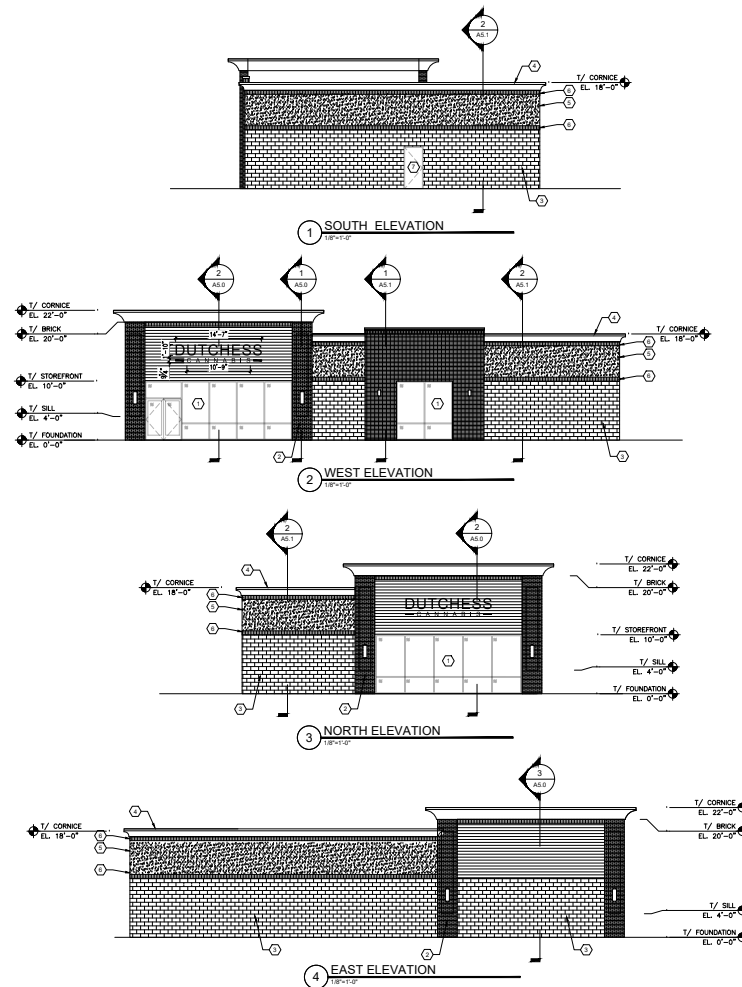 2
A5.1
4
T/ CORNICE
EL. 18'-0"
6
5
6
7
3
1 SOUTH ELEVATION
1/8"=1'-0"
2
A5.0
1
A5.0
1
A5.1
2
A5.1
T/ CORNICE
EL. 22'-0"
T/ BRICK
EL. 20'-0"
T/ STOREFRONT
EL. 10'-0"
T/ SILL
EL. 4'-0"
T/ FOUNDATION
EL. 0'-0"
14'-7"
DUTCHESS
CANNABIS
10'-9"
1
1
2
4
T/ CORNICE
EL. 18'-0"
6
5
6
3
2 WEST ELEVATION
1/8"=1'-0"
2
A5.1
2
A5.0
4
T/ CORNICE
EL. 18'-0"
6
5
6
DUTCHESS
CANNABIS
1
3
2
T/ CORNICE
EL. 22'-0"
T/ BRICK
EL. 20'-0"
T/ STOREFRONT
EL. 10'-0"
T/ SILL
EL. 4'-0"
T/ FOUNDATION
EL. 0'-0"
3 NORTH ELEVATION
1/8"=1'-0"
3
A5.0
4
T/ CORNICE
EL. 18'-0"
6
5
6
3
2
3
T/ CORNICE
EL. 22'-0"
T/ BRICK
EL. 20'-0"
T/ SILL
EL. 4'-0"
T/ FOUNDATION
EL. 0'-0"
4 EAST ELEVATION
1/8"=1'-0"